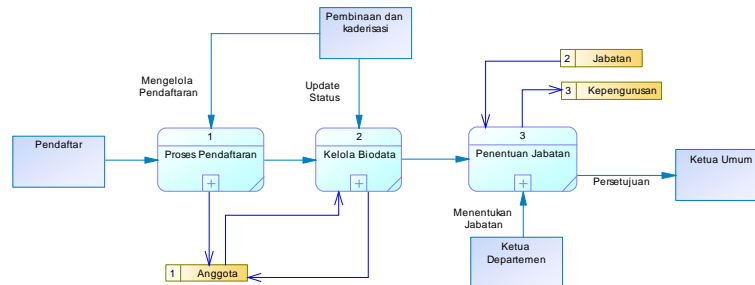 Pembinaan dan
kaderisasi
Mengelola
Pendaftaran
Update
Status
2 Jabatan
3 Kepengurusan
Pendaftar
1
Proses Pendaftaran
+
2
Kelola Biodata
+
3
Penentuan Jabatan
+
Ketua Umum
Persetujuan
Menentukan
Jabatan
Ketua
Departemen
1 Anggota